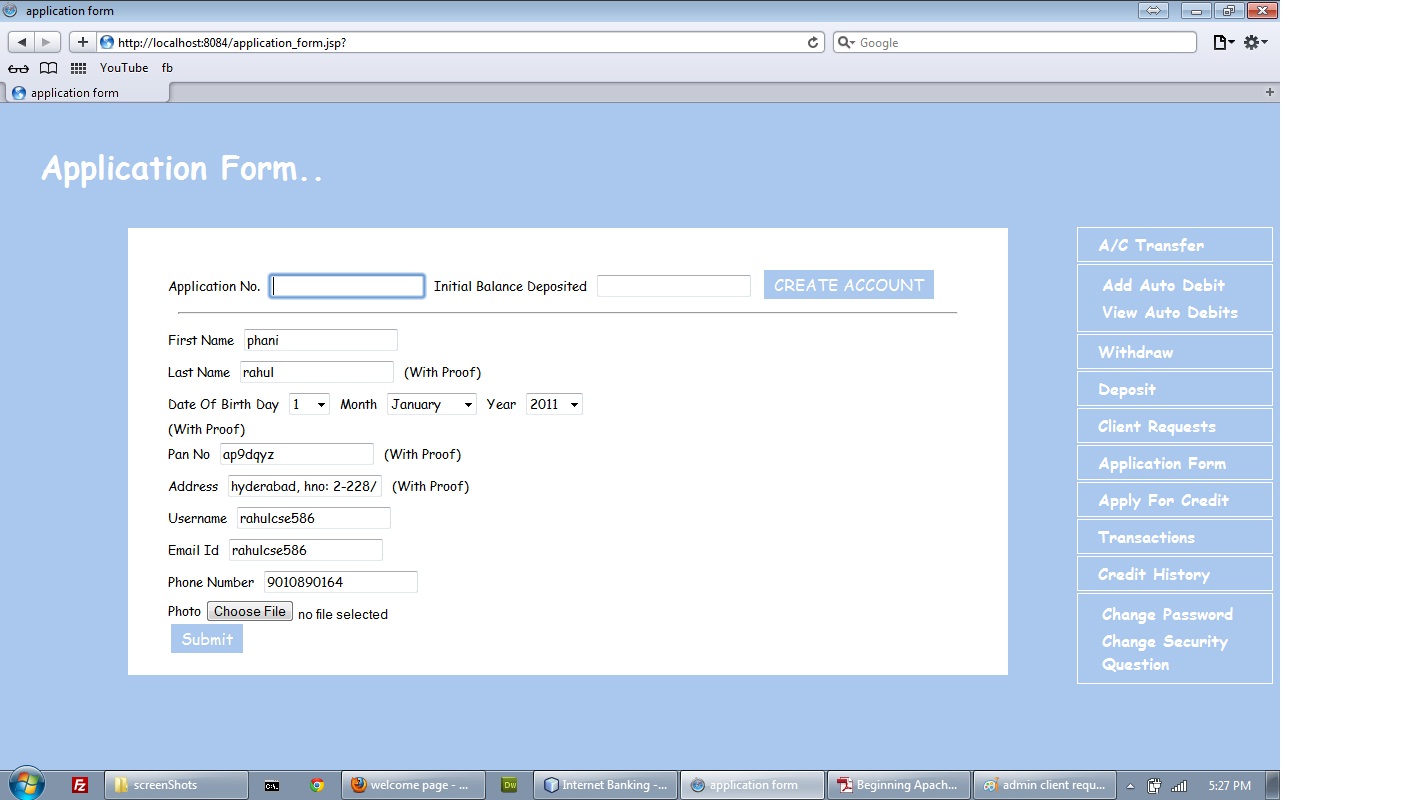 application form
http://localhost:8084/application_form.jsp?
Google
YouTube fb
application form
Application Form..
Application No. Initial Balance Deposited CREATE ACCOUNT
First Name phani
Last Name rahul (With Proof)
Date Of Birth Day 1 Month January Year 2011
(With Proof)
Pan No ap9dqyz (With Proof)
Address hyderabad, hno: 2-228/ (With Proof)
Username rahulcse586
Email Id rahulcse586
Phone Number 9010890164
Photo Choose File no file selected
Submit
A/C Transfer
Add Auto Debit
View Auto Debits
Withdraw
Deposit
Client Requests
Application Form
Apply For Credit
Transactions
Credit History
Change Password
Change Security
Question
screenShots welcome page - ... Dw Internet Banking -... application form Beginning Apach... admin client requ... 5:27 PM